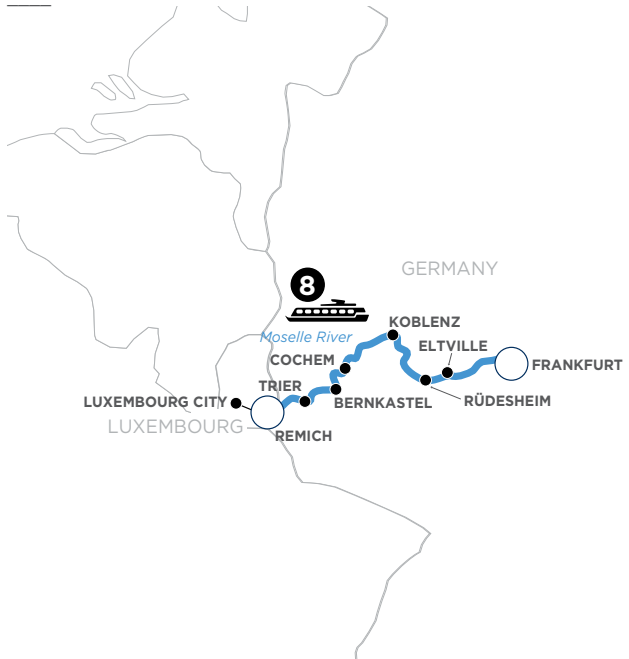 GERMANY
8
KOBLENZ
Moselle River
ELTVILLE
COCHEM
FRANKFURT
TRIER
LUXEMBOURG CITY
BERNKASTEL
RÜDESHEIM
LUXEMBOURG
REMICH